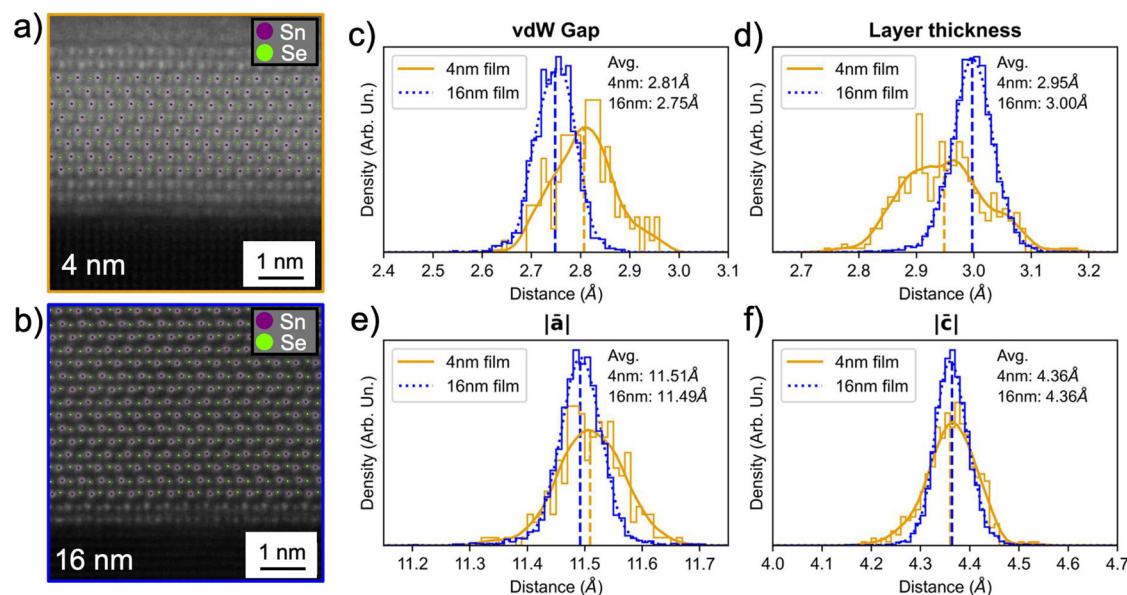 a)
Sn
Se
4 nm
1 nm
b)
Sn
Se
16 nm
1 nm
c)
vdW Gap
4nm film
16nm film
Avg.
4nm: 2.81Å
16nm: 2.75Å
Density (Arb. Un.)
2.4 2.5 2.6 2.7 2.8 2.9 3.0 3.1
Distance (Å)
d)
Layer thickness
4nm film
16nm film
Avg.
4nm: 2.95Å
16nm: 3.00Å
Density (Arb. Un.)
2.7 2.8 2.9 3.0 3.1 3.2
Distance (Å)
e)
|ā|
4nm film
16nm film
Avg.
4nm: 11.51Å
16nm: 11.49Å
Density (Arb. Un.)
11.2 11.3 11.4 11.5 11.6 11.7
Distance (Å)
f)
|c̄|
4nm film
16nm film
Avg.
4nm: 4.36Å
16nm: 4.36Å
Density (Arb. Un.)
4.0 4.1 4.2 4.3 4.4 4.5 4.6 4.7
Distance (Å)